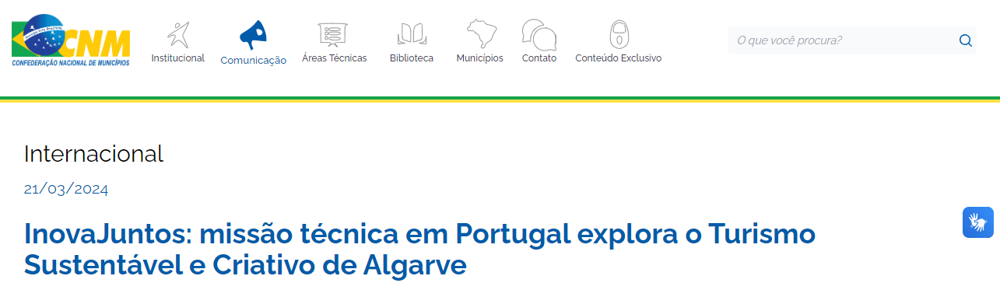 CNM
CONFEDERAÇÃO NACIONAL DE MUNICÍPIOS
Institucional
Comunicação
Áreas Técnicas
Biblioteca
Municípios
Contato
Conteúdo Exclusivo
O que você procura?
Internacional
21/03/2024
InovaJuntos: missão técnica em Portugal explora o Turismo
Sustentável e Criativo de Algarve